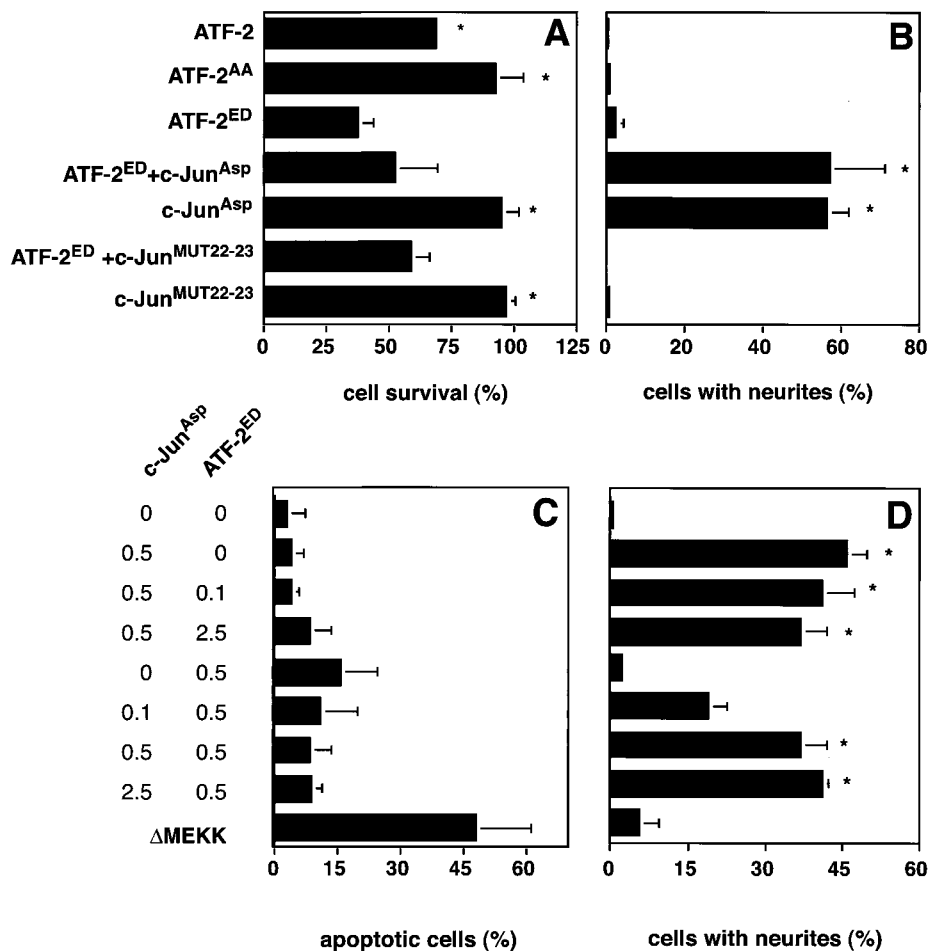 A
B
ATF-2
*
ATF-2^AA
*
ATF-2^ED
ATF-2^ED+c-Jun^Asp
*
c-Jun^Asp
* *
ATF-2^ED +c-Jun^MUT22-23
c-Jun^MUT22-23
*
0 25 50 75 100 125
0 20 40 60 80
cell survival (%)
cells with neurites (%)
c-Jun^Asp ATF-2^ED
C
D
0 0
0.5 0 *
0.5 0.1 *
0.5 2.5 *
0 0.5
0.1 0.5
0.5 0.5 *
2.5 0.5 *
ΔMEKK
0 15 30 45 60
0 15 30 45 60
apoptotic cells (%)
cells with neurites (%)